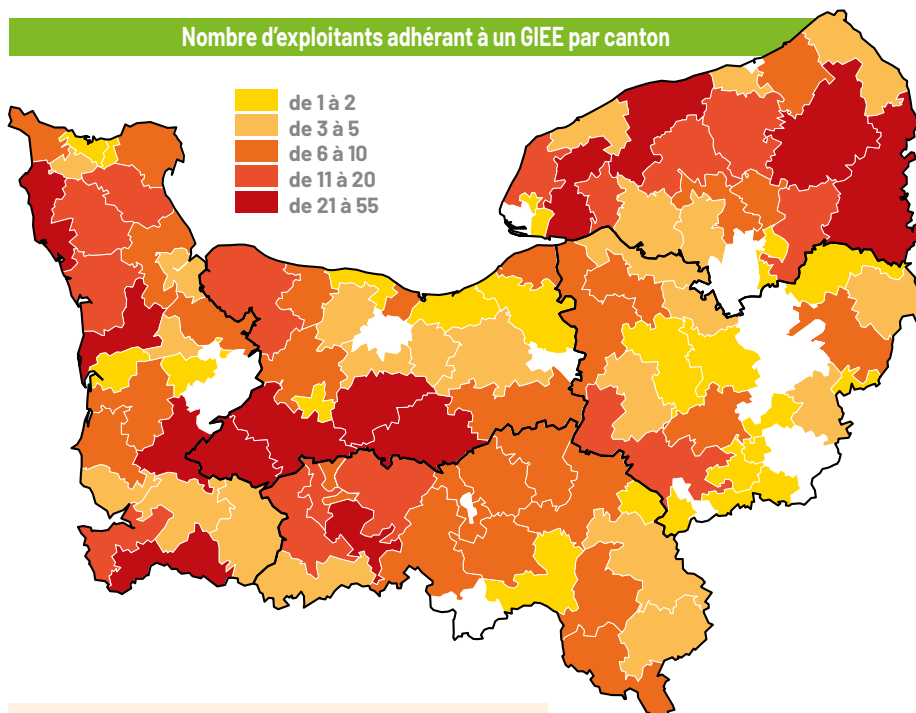 Nombre d'exploitants adhérant à un GIEE par canton
de 1 à 2
de 3 à 5
de 6 à 10
de 11 à 20
de 21 à 55